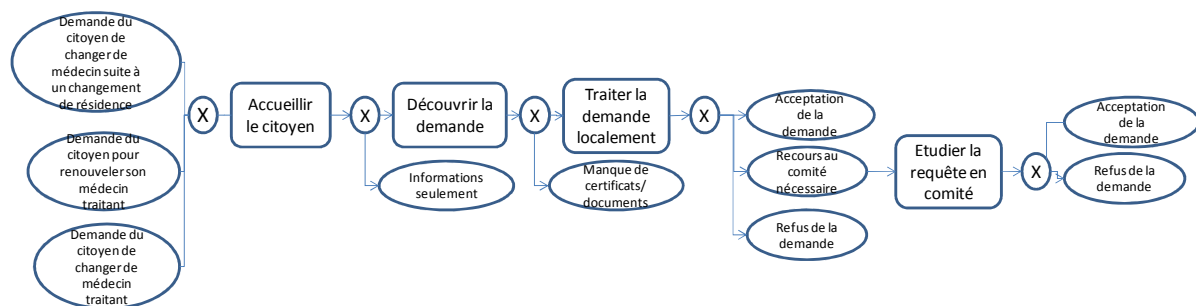 Demande du
citoyen de
changer de
médecin suite à
un changement
de résidence
Demande du
citoyen pour
renouveler son
médecin
traitant
Demande du
citoyen de
changer de
médecin
traitant
X
Accueillir
le citoyen
X
Informations
seulement
Découvrir la
demande
X
Manque de
certificats/
documents
Traiter la
demande
localement
X
Acceptation
de la
demande
Recours au
comité
nécessaire
Refus de la
demande
Etudier la
requête en
comité
X
Acceptation
de la
demande
Refus de la
demande